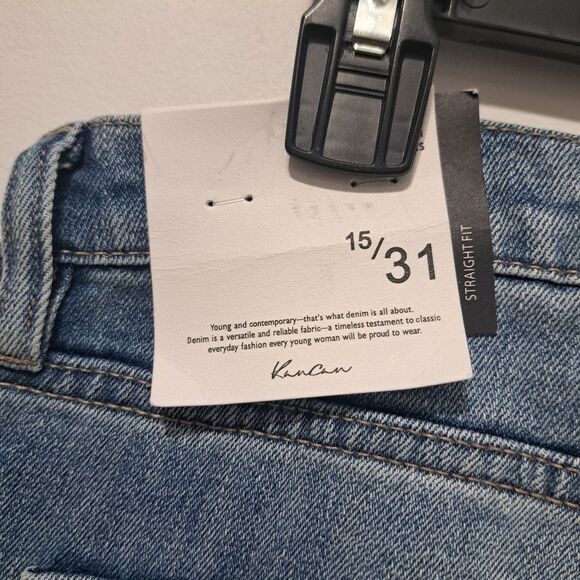 15/31
STRAIGHT FIT
Young and contemporary—that's what denim is all about.
Denim is a versatile and reliable fabric—a timeless testament to classic
everyday fashion every young woman will be proud to wear.
KanCan